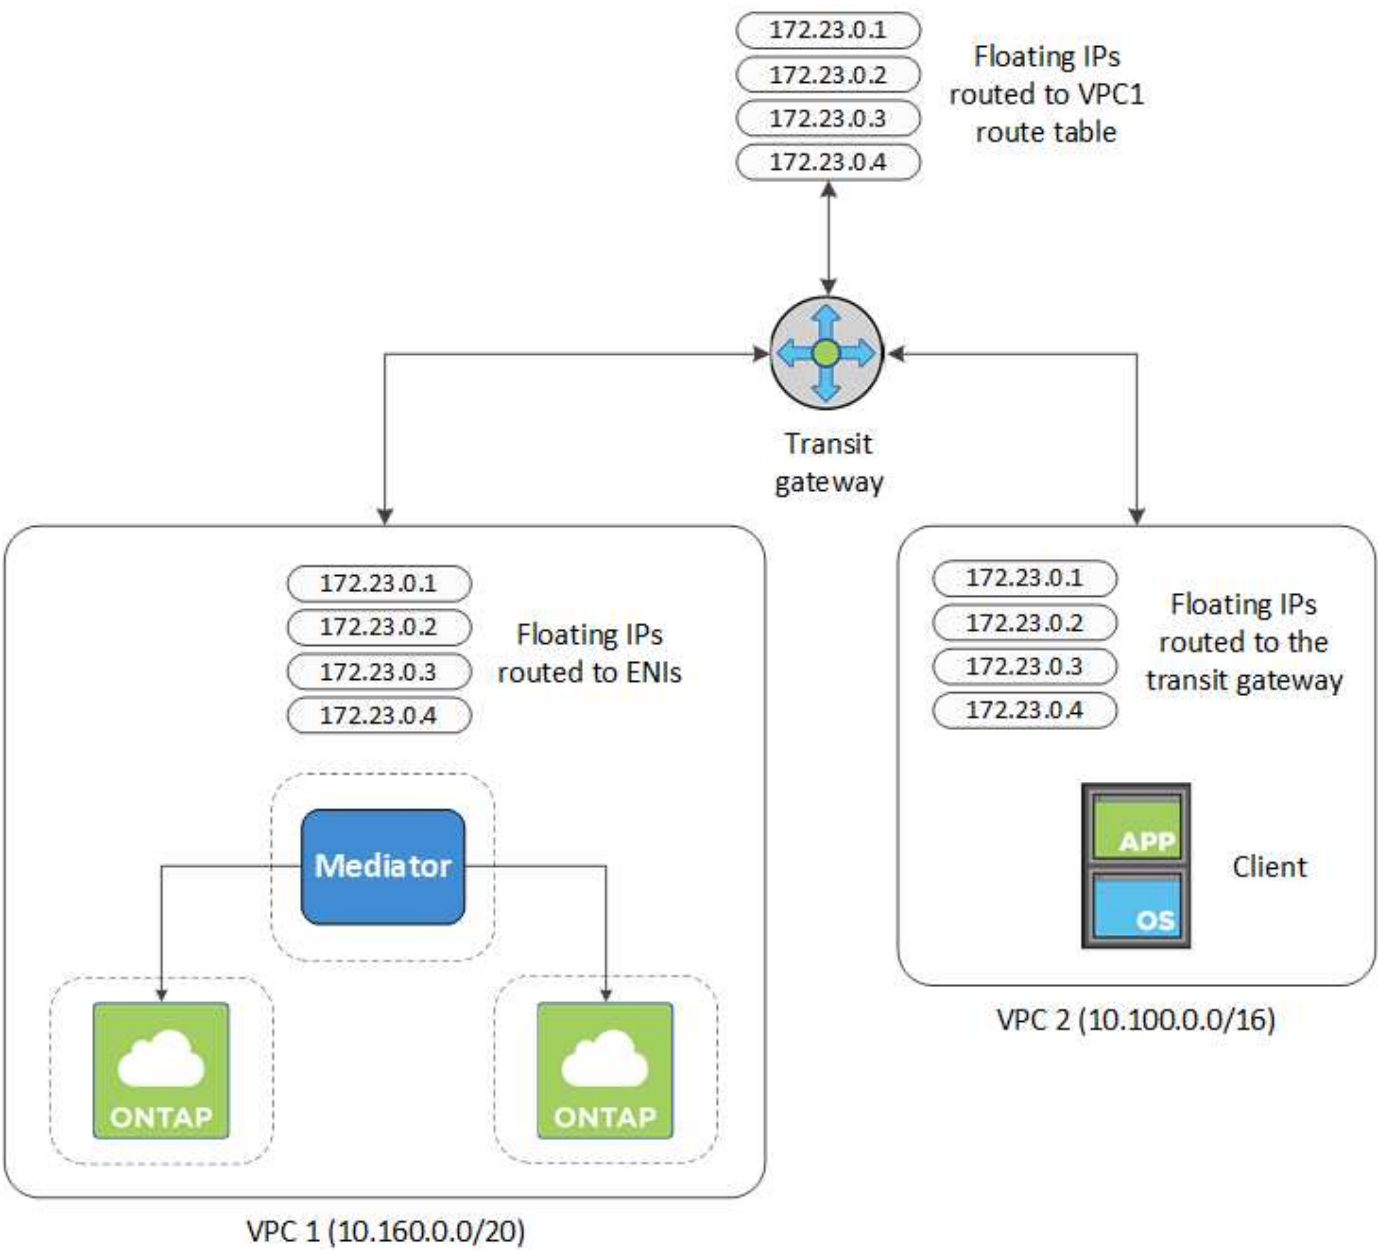 172.23.0.1
172.23.0.2
172.23.0.3
172.23.0.4
Floating IPs
routed to VPC1
route table
Transit
gateway
172.23.0.1
172.23.0.2
172.23.0.3
172.23.0.4
Floating IPs
routed to ENIs
Mediator
ONTAP
ONTAP
VPC 1 (10.160.0.0/20)
172.23.0.1
172.23.0.2
172.23.0.3
172.23.0.4
Floating IPs
routed to the
transit gateway
APP
OS
Client
VPC 2 (10.100.0.0/16)